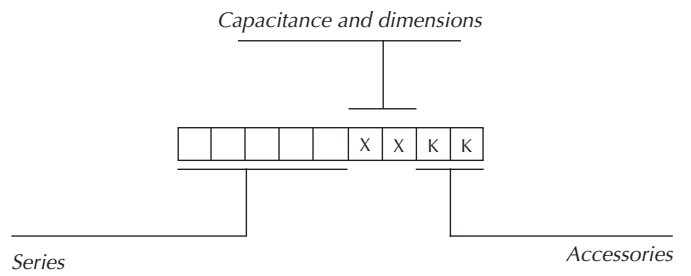 Capacitance and dimensions
X X K K
Series
Accessories